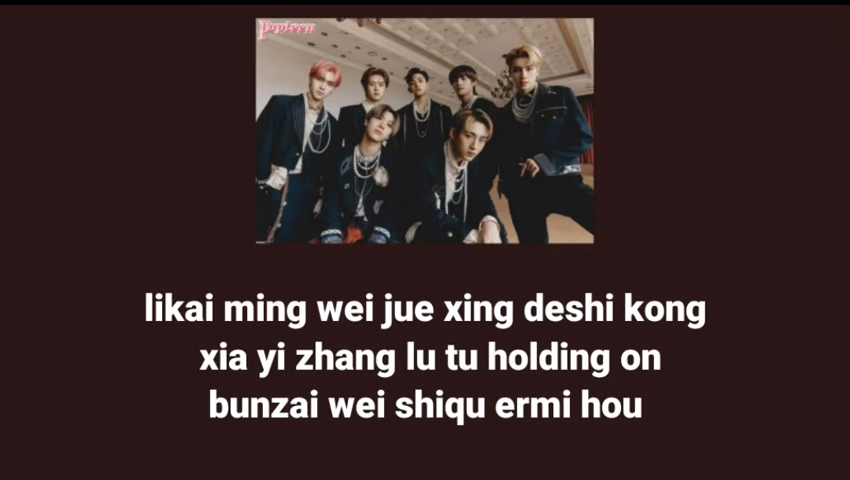 Popteen
likai ming wei jue xing deshi kong
xia yi zhang lu tu holding on
bunzai wei shiqu ermi hou